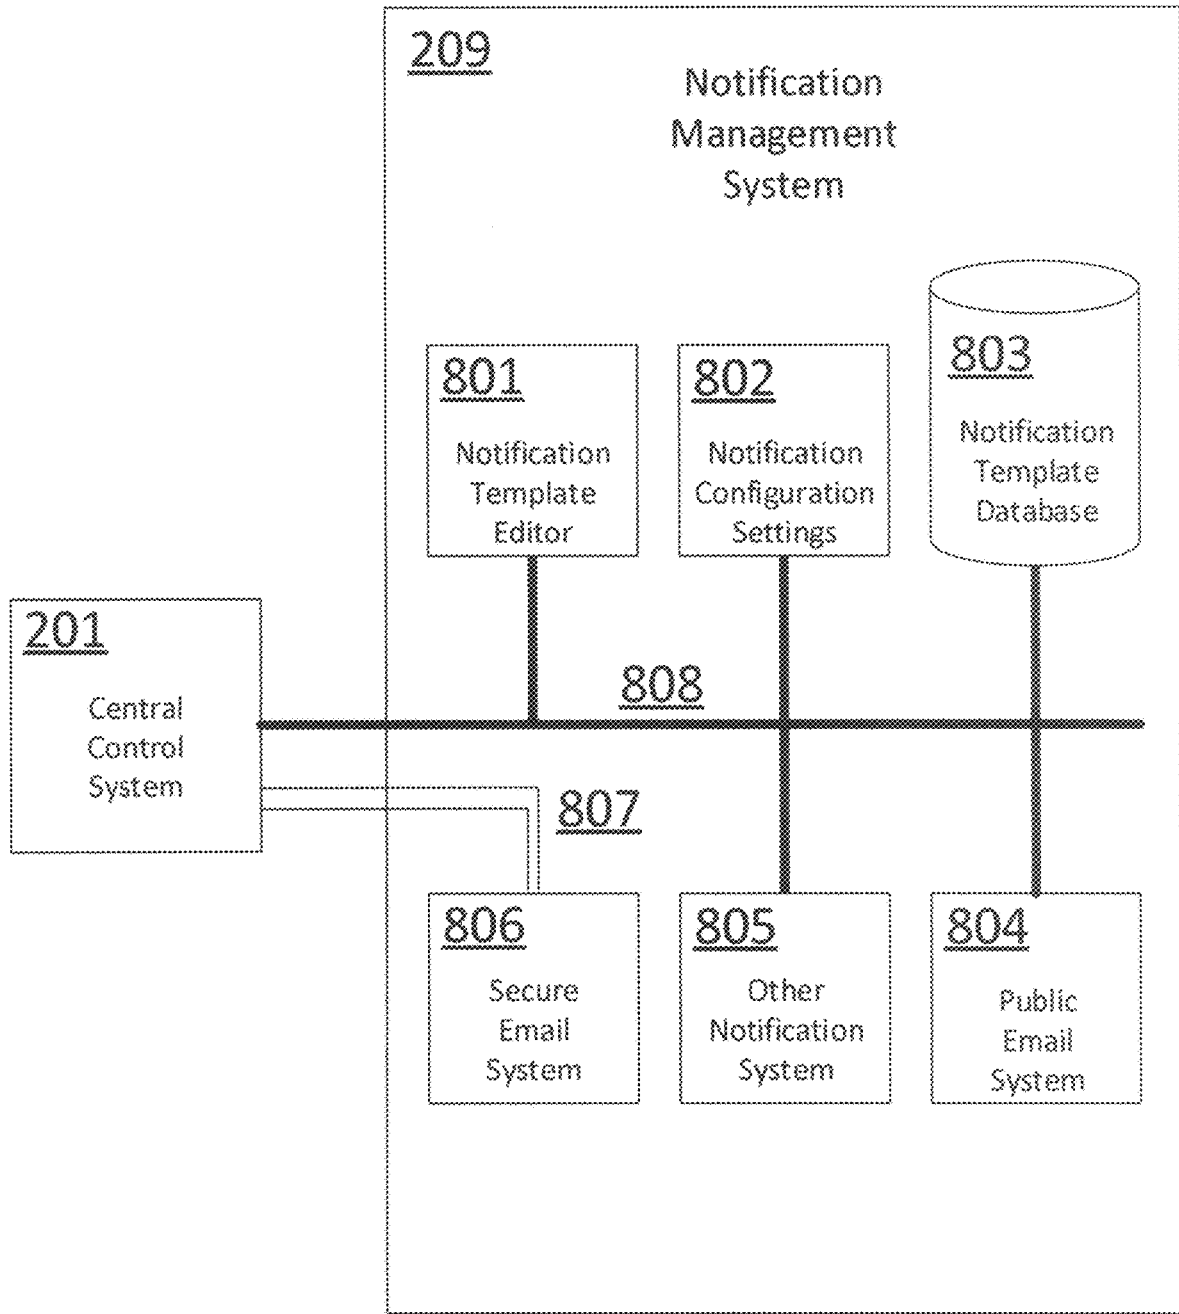 209
Notification
Management
System
801
Notification
Template
Editor
802
Notification
Configuration
Settings
803
Notification
Template
Database
201
Central
Control
System
808
807
806
Secure
Email
System
805
Other
Notification
System
804
Public
Email
System